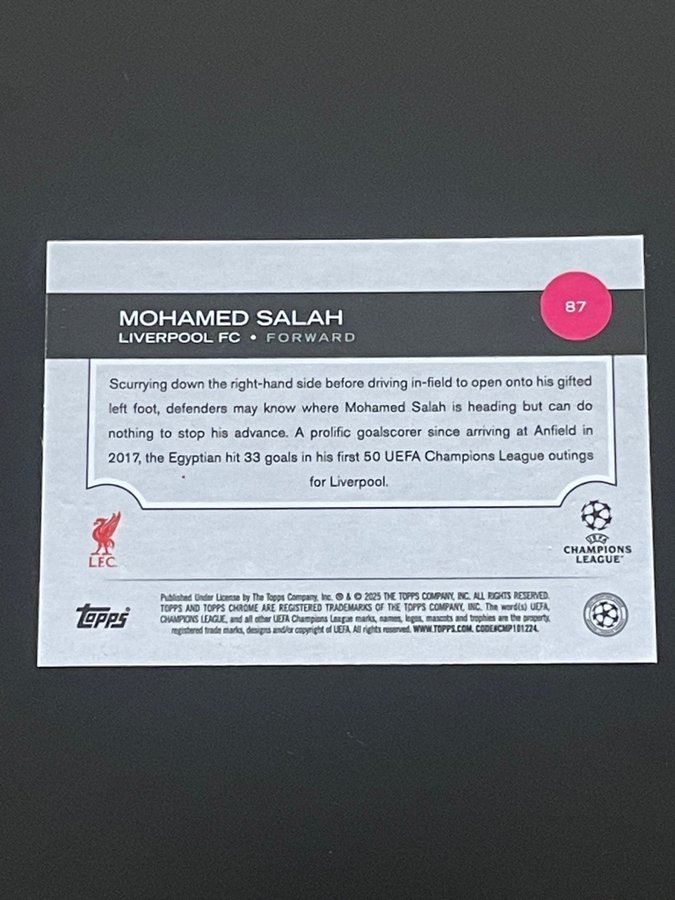 87
MOHAMED SALAH
LIVERPOOL FC • FORWARD
Scurrying down the right-hand side before driving in-field to open onto his gifted
left foot, defenders may know where Mohamed Salah is heading but can do
nothing to stop his advance. A prolific goalscorer since arriving at Anfield in
2017, the Egyptian hit 33 goals in his first 50 UEFA Champions League outings
for Liverpool.
L.F.C.
UEFA
CHAMPIONS
LEAGUE
Topps
Published Under License by The Topps Company, Inc. ® & © 2025 THE TOPPS COMPANY, INC. ALL RIGHTS RESERVED.
TOPPS AND TOPPS CHROME ARE REGISTERED TRADEMARKS OF THE TOPPS COMPANY, INC. The word(s) UEFA,
CHAMPIONS LEAGUE, and all other UEFA Champions League marks, names, logos, mascots and trophies are the property,
registered trade marks, designs and/or copyright of UEFA. All rights reserved. WWW.TOPPS.COM. CODE#CMP101224.